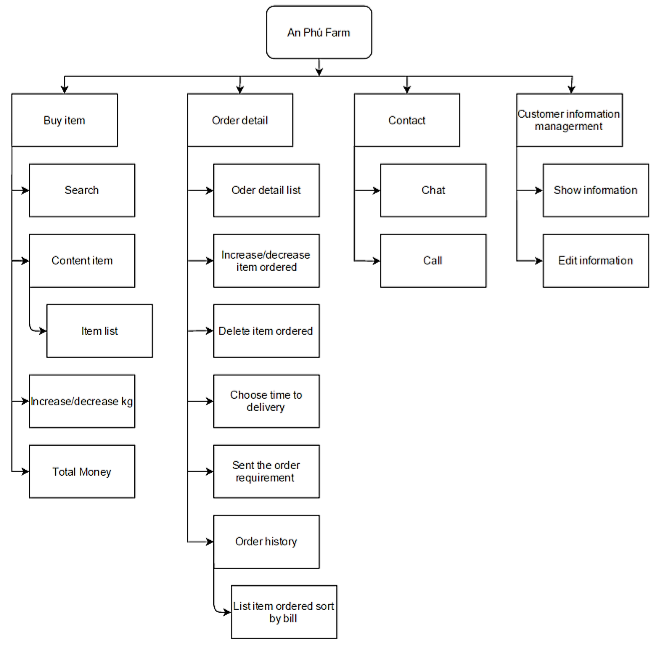 An Phú Farm
Buy item
Order detail
Contact
Customer information
managerment
Search
Oder detail list
Chat
Show information
Content item
Increase/decrease
item ordered
Call
Edit information
Item list
Delete item ordered
Increase/decrease kg
Choose time to
delivery
Total Money
Sent the order
requirement
Order history
List item ordered sort
by bill